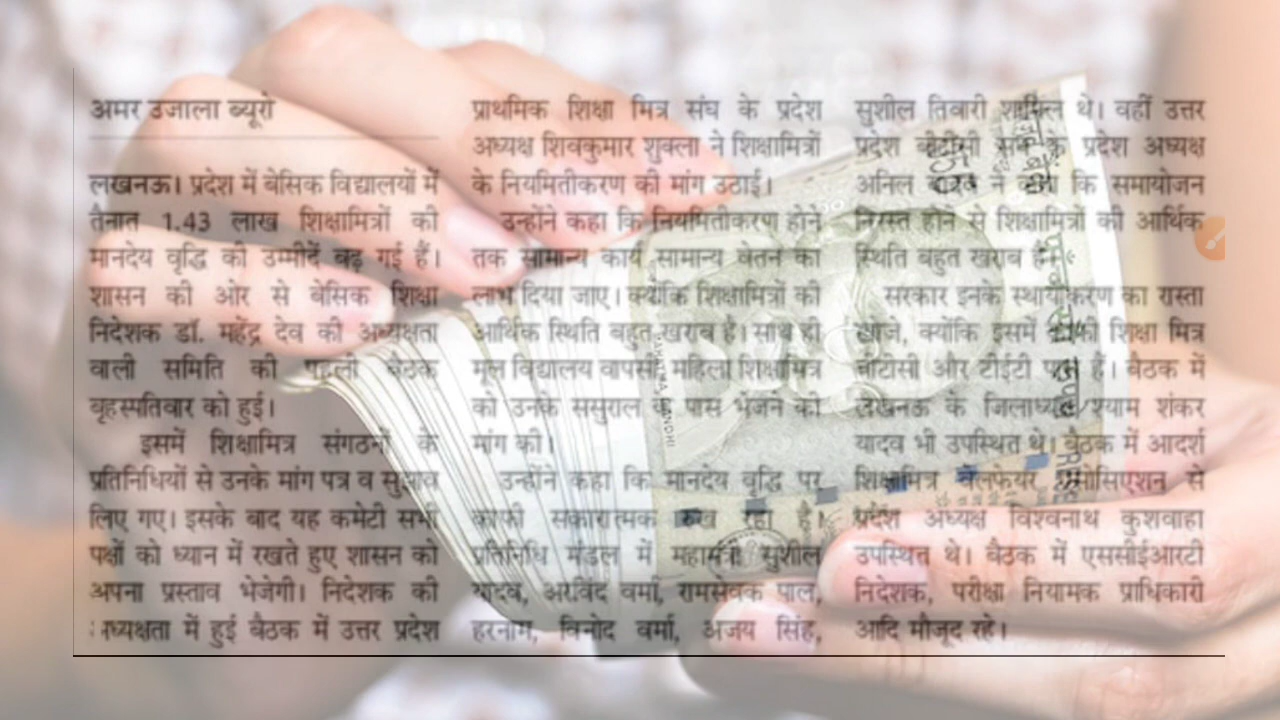 अमर उजाला ब्यूरो
लखनऊ। प्रदेश में बेसिक विद्यालयों में
तैनात 1.43 लाख शिक्षामित्रों की
मानदेय वृद्धि की उम्मीदें बढ़ गई हैं।
शासन की ओर से बेसिक शिक्षा
निदेशक डॉ. महेंद्र देव की अध्यक्षता
वाली समिति की पहली बैठक
वृहस्पतिवार को हुई।
इसमें शिक्षामित्र संगठनों के
प्रतिनिधियों से उनके मांग पत्र व सुझाव
लिए गए। इसके बाद यह कमेटी सभी
पक्षों को ध्यान में रखते हुए शासन को
अपना प्रस्ताव भेजेगी। निदेशक की
अध्यक्षता में हुई बैठक में उत्तर प्रदेश
प्राथमिक शिक्षा मित्र संघ के प्रदेश
अध्यक्ष शिवकुमार शुक्ला ने शिक्षामित्रों
के नियमितीकरण की मांग उठाई।
उन्होंने कहा कि नियमितीकरण होने
तक सामान्य कार्य सामान्य वेतन का
लाभ दिया जाए। क्योंकि शिक्षामित्रों की
आर्थिक स्थिति बहुत खराब है। साथ ही
मूल विद्यालय वापसी, महिला शिक्षामित्र
को उनके ससुराल के पास भेजने की
मांग की।
उन्होंने कहा कि मानदेय वृद्धि पर
काफी सकारात्मक रुख रहा है।
प्रतिनिधि मंडल में महामंत्री सुशील
यादव, अरविंद वर्मा, रामसेवक पाल,
हरनाम, विनोद वर्मा, अजय सिंह,
सुशील तिवारी शामिल थे। वहीं उत्तर
प्रदेश बीटीसी संघ के प्रदेश अध्यक्ष
अनिल यादव ने कहा कि समायोजन
निरस्त होने से शिक्षामित्रों की आर्थिक
स्थिति बहुत खराब है।
सरकार इनके स्थायीकरण का रास्ता
खोजे, क्योंकि इसमें काफी शिक्षा मित्र
बीटीसी और टीईटी पास हैं। बैठक में
लखनऊ के जिलाध्यक्ष श्याम शंकर
यादव भी उपस्थित थे। बैठक में आदर्श
शिक्षामित्र वेलफेयर एसोसिएशन से
प्रदेश अध्यक्ष विश्वनाथ कुशवाहा
उपस्थित थे। बैठक में एससीईआरटी
निदेशक, परीक्षा नियामक प्राधिकारी
आदि मौजूद रहे।